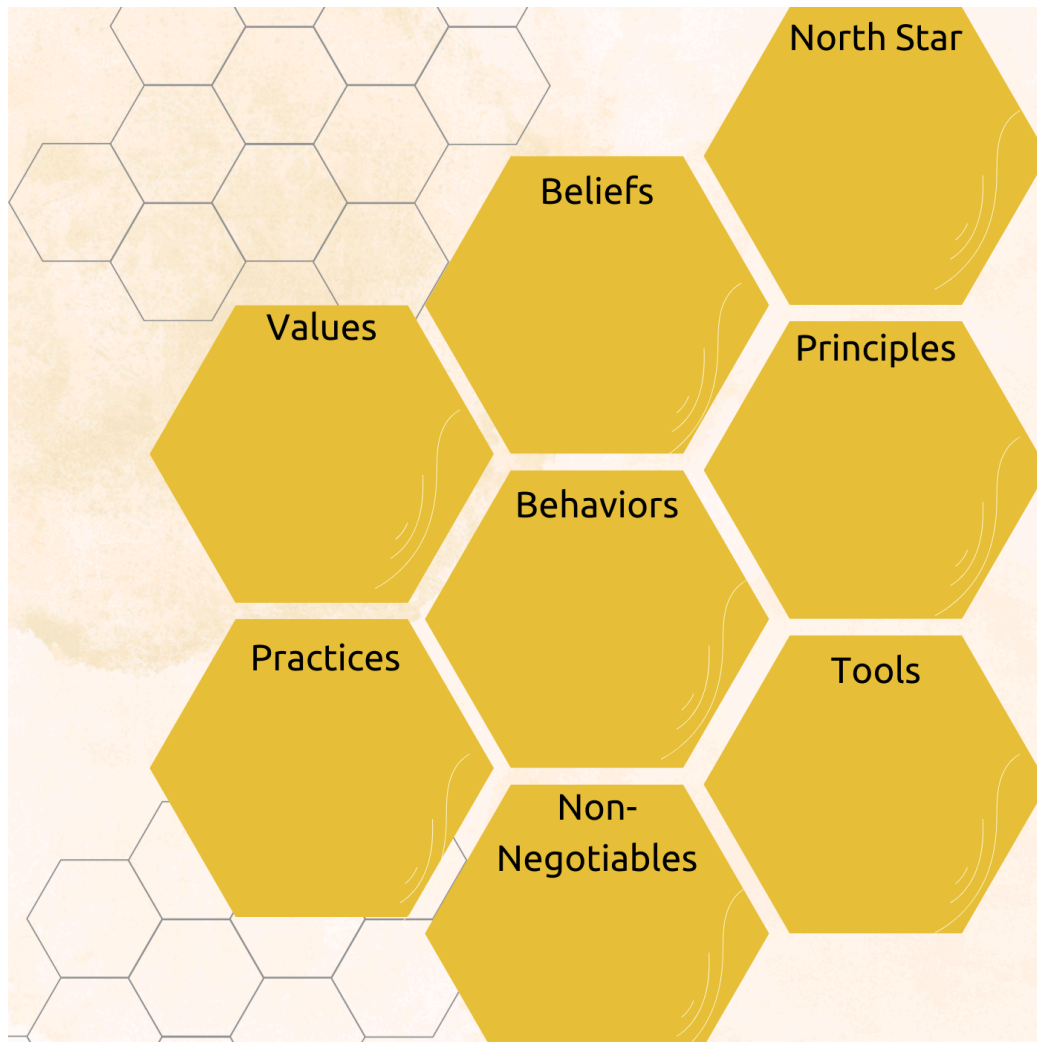 North Star
Beliefs
Values
Principles
Behaviors
Practices
Tools
Non-
Negotiables